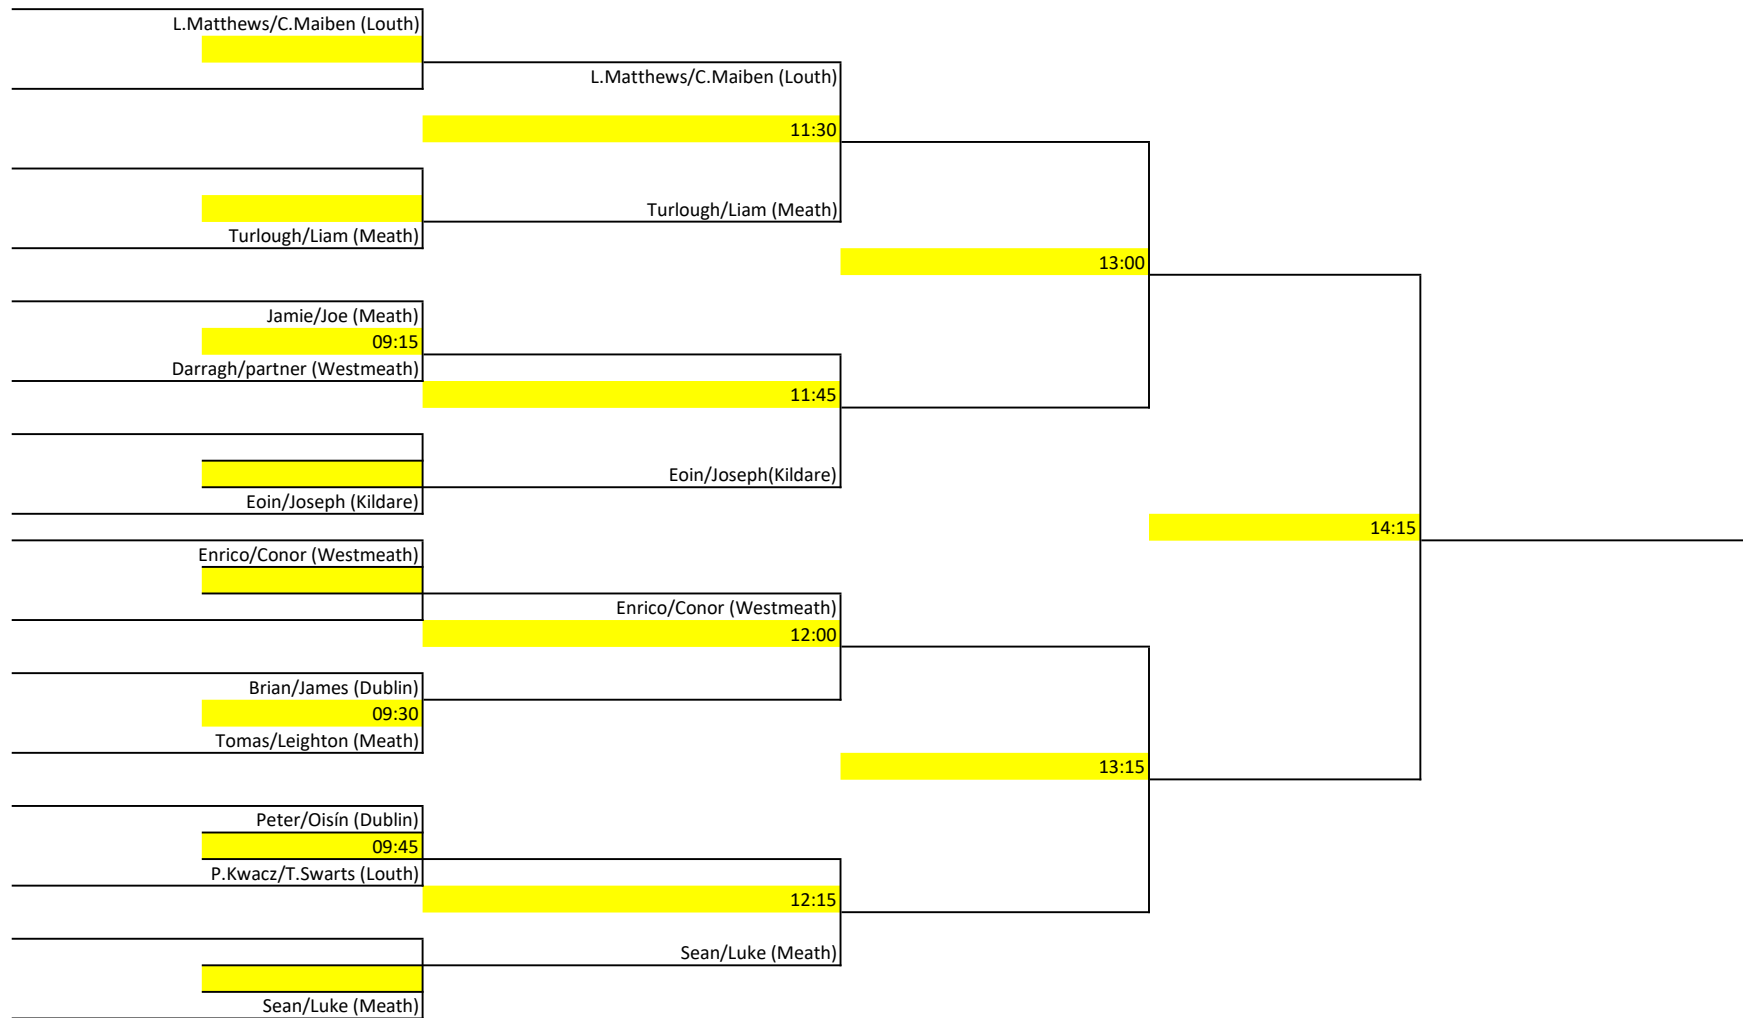 L.Matthews/C.Maiben (Louth)
L.Matthews/C.Maiben (Louth)
11:30
Turlough/Liam (Meath)
Turlough/Liam (Meath)
13:00
Jamie/Joe (Meath)
09:15
Darragh/partner (Westmeath)
11:45
Eoin/Joseph(Kildare)
Eoin/Joseph (Kildare)
14:15
Enrico/Conor (Westmeath)
Enrico/Conor (Westmeath)
12:00
Brian/James (Dublin)
09:30
Tomas/Leighton (Meath)
13:15
Peter/Oisín (Dublin)
09:45
P.Kwacz/T.Swarts (Louth)
12:15
Sean/Luke (Meath)
Sean/Luke (Meath)